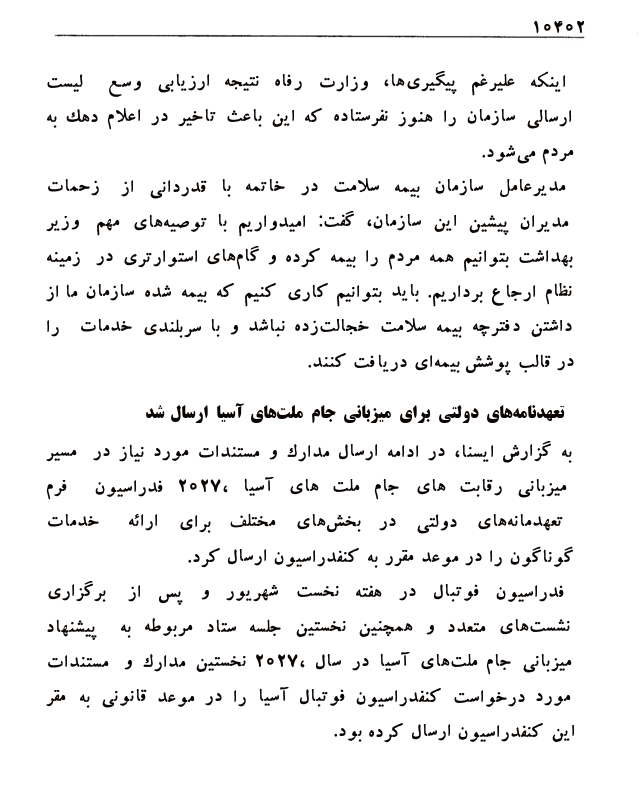 ۱۰۴۰۲
اینکه علیرغم پیگیری‌ها، وزارت رفاه نتیجه ارزیابی وسع لیست
ارسالی سازمان را هنوز نفرستاده که این باعث تاخیر در اعلام دهك به
مردم می‌شود.
مدیرعامل سازمان بیمه سلامت در خاتمه با قدردانی از زحمات
مدیران پیشین این سازمان، گفت: امیدواریم با توصیه‌های مهم وزیر
بهداشت بتوانیم همه مردم را بیمه کرده و گام‌های استوارتری در زمینه
نظام ارجاع برداریم. باید بتوانیم کاری کنیم که بیمه شده سازمان ما از
داشتن دفترچه بیمه سلامت خجالت‌زده نباشد و با سربلندی خدمات را
در قالب پوشش بیمه‌ای دریافت کنند.
تعهدنامه‌های دولتی برای میزبانی جام ملت‌های آسیا ارسال شد
به گزارش ایسنا، در ادامه ارسال مدارك و مستندات مورد نیاز در مسیر
میزبانی رقابت های جام ملت های آسیا ۲۰۲۷، فدراسیون فرم
تعهدمانه‌های دولتی در بخش‌های مختلف برای ارائه خدمات
گوناگون را در موعد مقرر به کنفدراسیون ارسال کرد.
فدراسیون فوتبال در هفته نخست شهریور و پس از برگزاری
نشست‌های متعدد و همچنین نخستین جلسه ستاد مربوطه به پیشنهاد
میزبانی جام ملت‌های آسیا در سال ۲۰۲۷، نخستین مدارك و مستندات
مورد درخواست کنفدراسیون فوتبال آسیا را در موعد قانونی به مقر
این کنفدراسیون ارسال کرده بود.